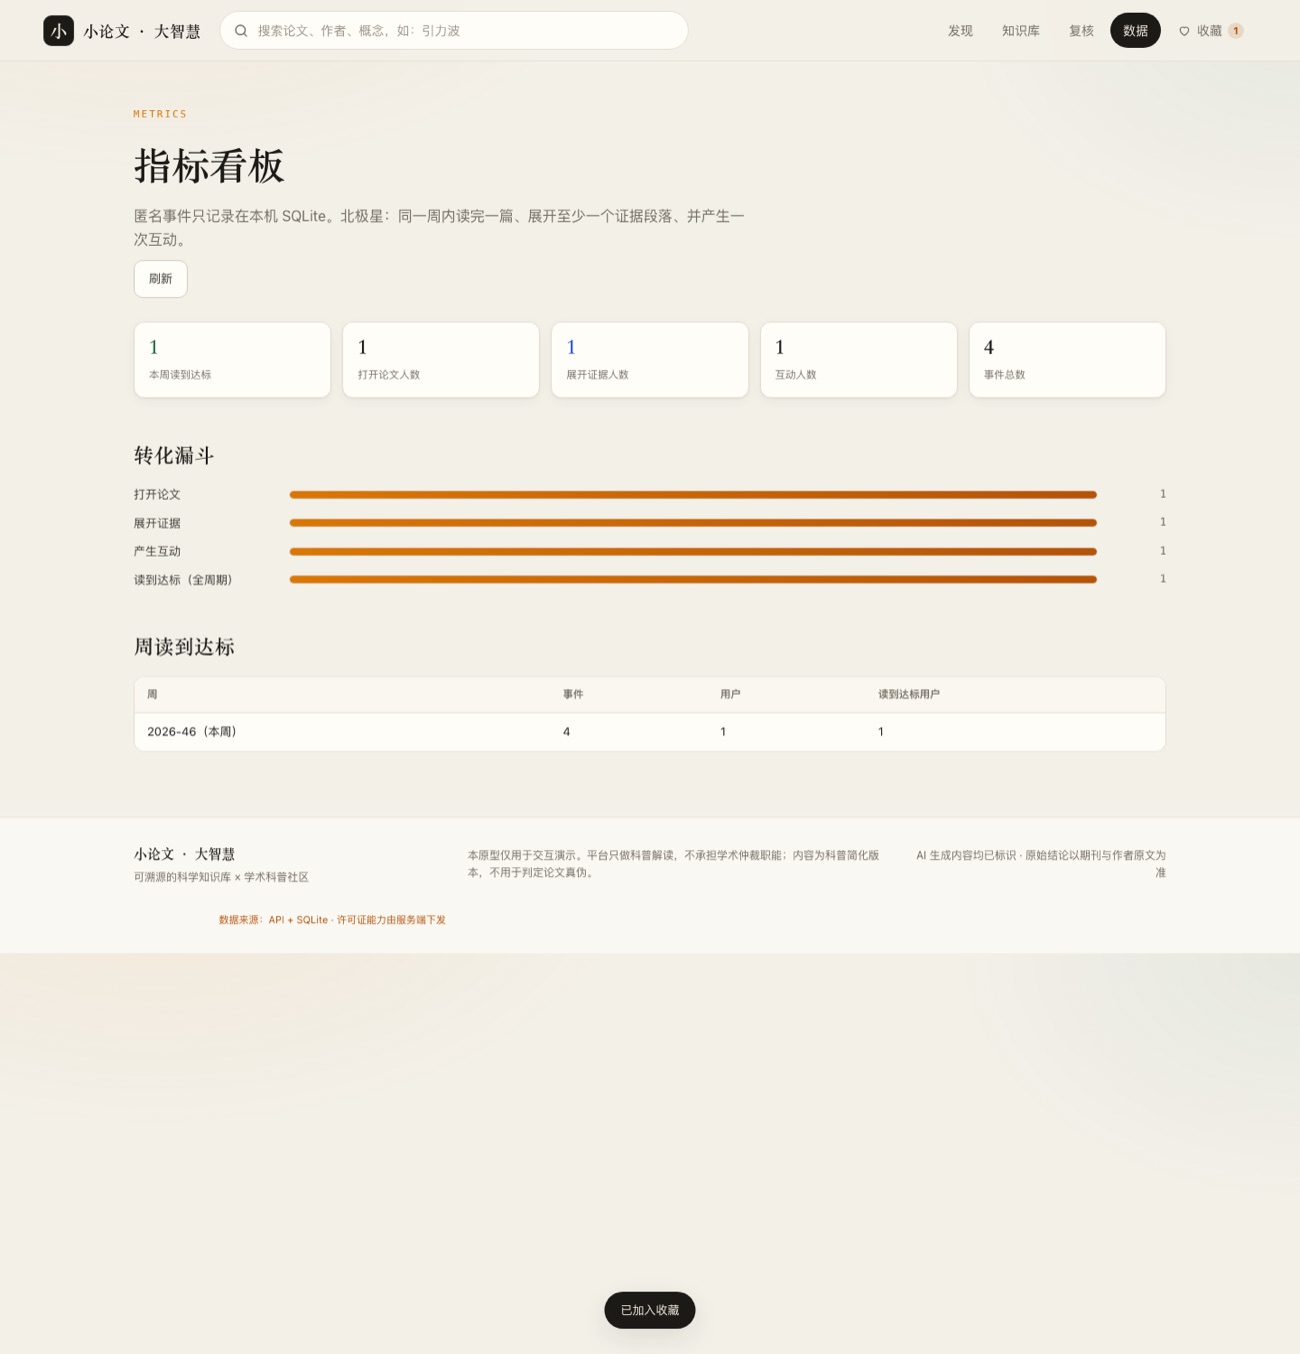 小 小论文 · 大智慧
搜索论文、作者、概念，如：引力波
发现 知识库 复核 数据 收藏 1
METRICS
指标看板
匿名事件只记录在本机 SQLite。北极星：同一周内读完一篇、展开至少一个证据段落、并产生一
次互动。
刷新
1 1 1 1 4
本周读到达标 打开论文人数 展开证据人数 互动人数 事件总数
转化漏斗
打开论文 1
展开证据 1
产生互动 1
读到达标（全周期） 1
周读到达标
周 事件 用户 读到达标用户
2026-46（本周） 4 1 1
小论文 · 大智慧
可溯源的科学知识库 × 学术科普社区
本原型仅用于交互演示。平台只做科普解读，不承担学术仲裁职能；内容为科普简化版
本，不用于判定论文真伪。
AI 生成内容均已标识 · 原始结论以期刊与作者原文为
准
数据来源：API + SQLite · 许可证能力由服务端下发
已加入收藏